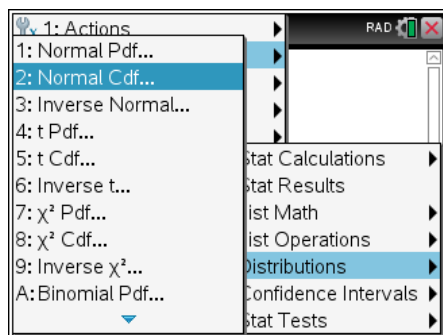 1: Actions
RAD
1: Normal Pdf...
2: Normal Cdf...
3: Inverse Normal...
4: t Pdf...
5: t Cdf...
6: Inverse t...
7: χ² Pdf...
8: χ² Cdf...
9: Inverse χ²...
A: Binomial Pdf...
Stat Calculations
Stat Results
List Math
List Operations
Distributions
Confidence Intervals
Stat Tests